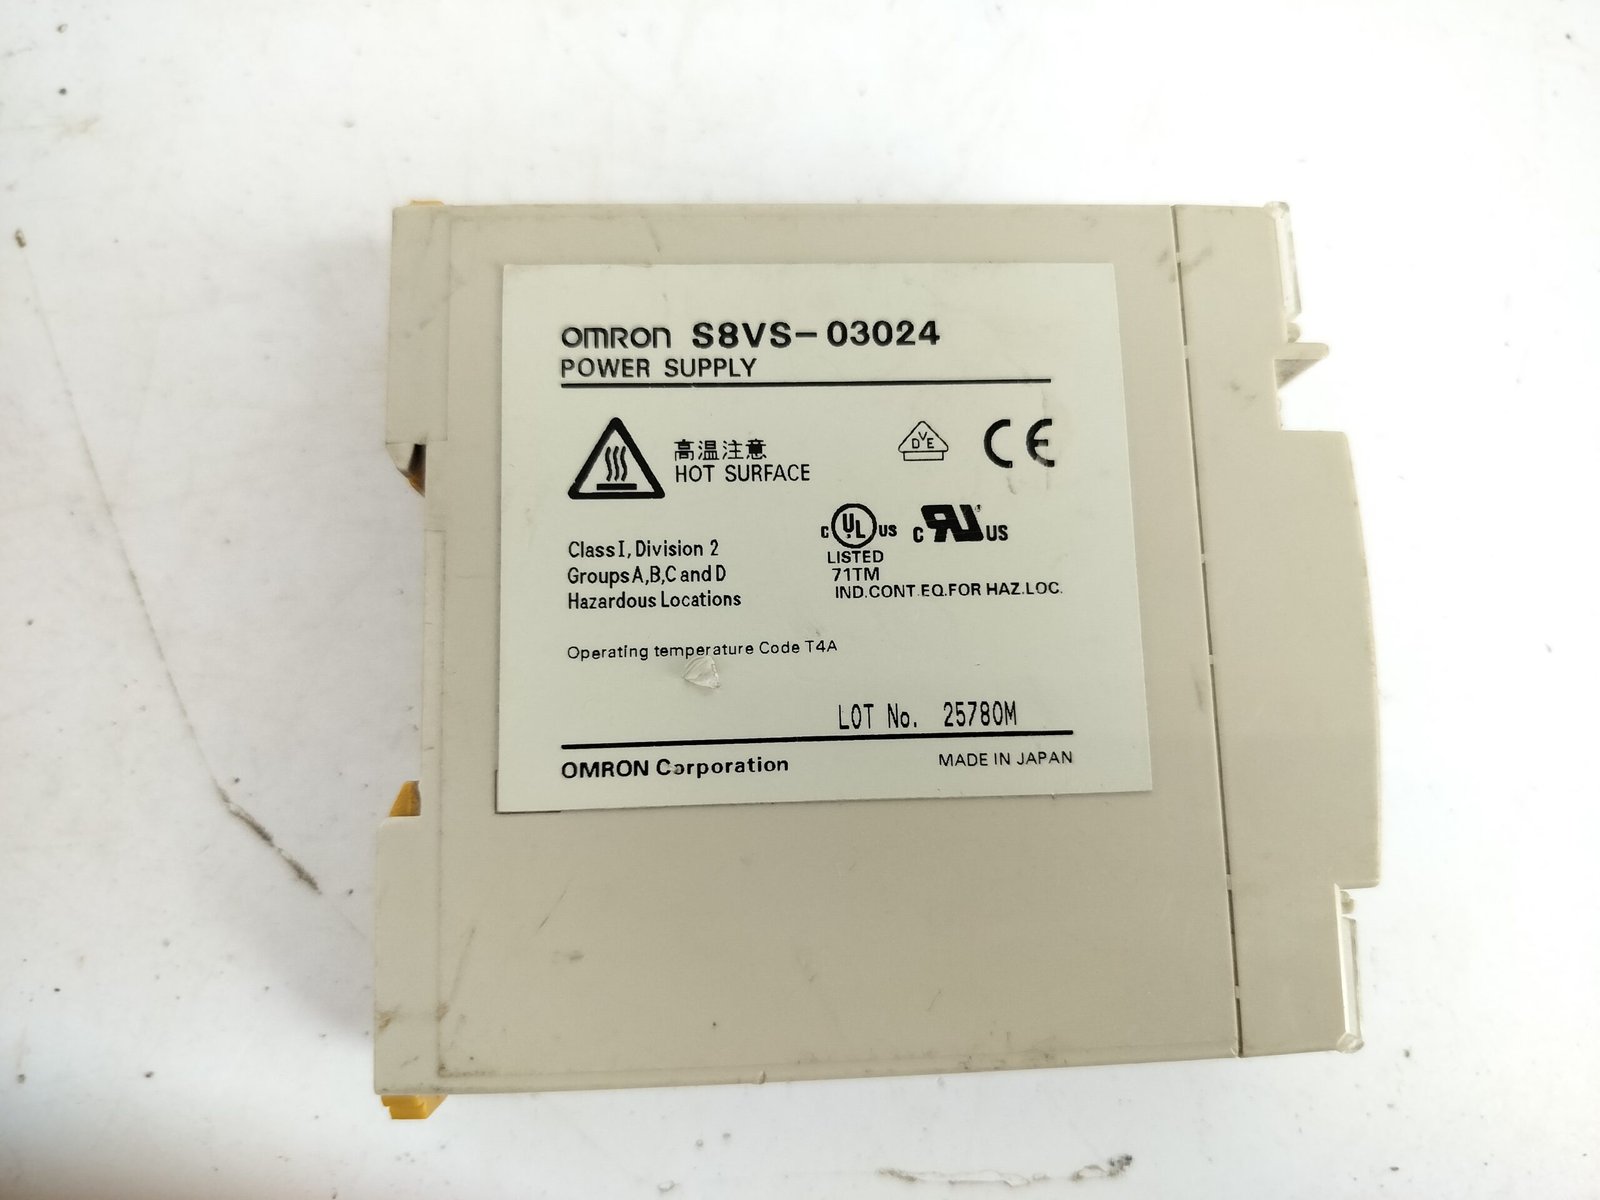 OMRON S8VS-03024
POWER SUPPLY
高温注意
HOT SURFACE
DVE
CE
Class I, Division 2
Groups A,B,C and D
Hazardous Locations
C UL US
C RU US
LISTED
71TM
IND.CONT.EQ.FOR HAZ.LOC.
Operating temperature Code T4A
LOT No. 25780M
OMRON Corporation
MADE IN JAPAN